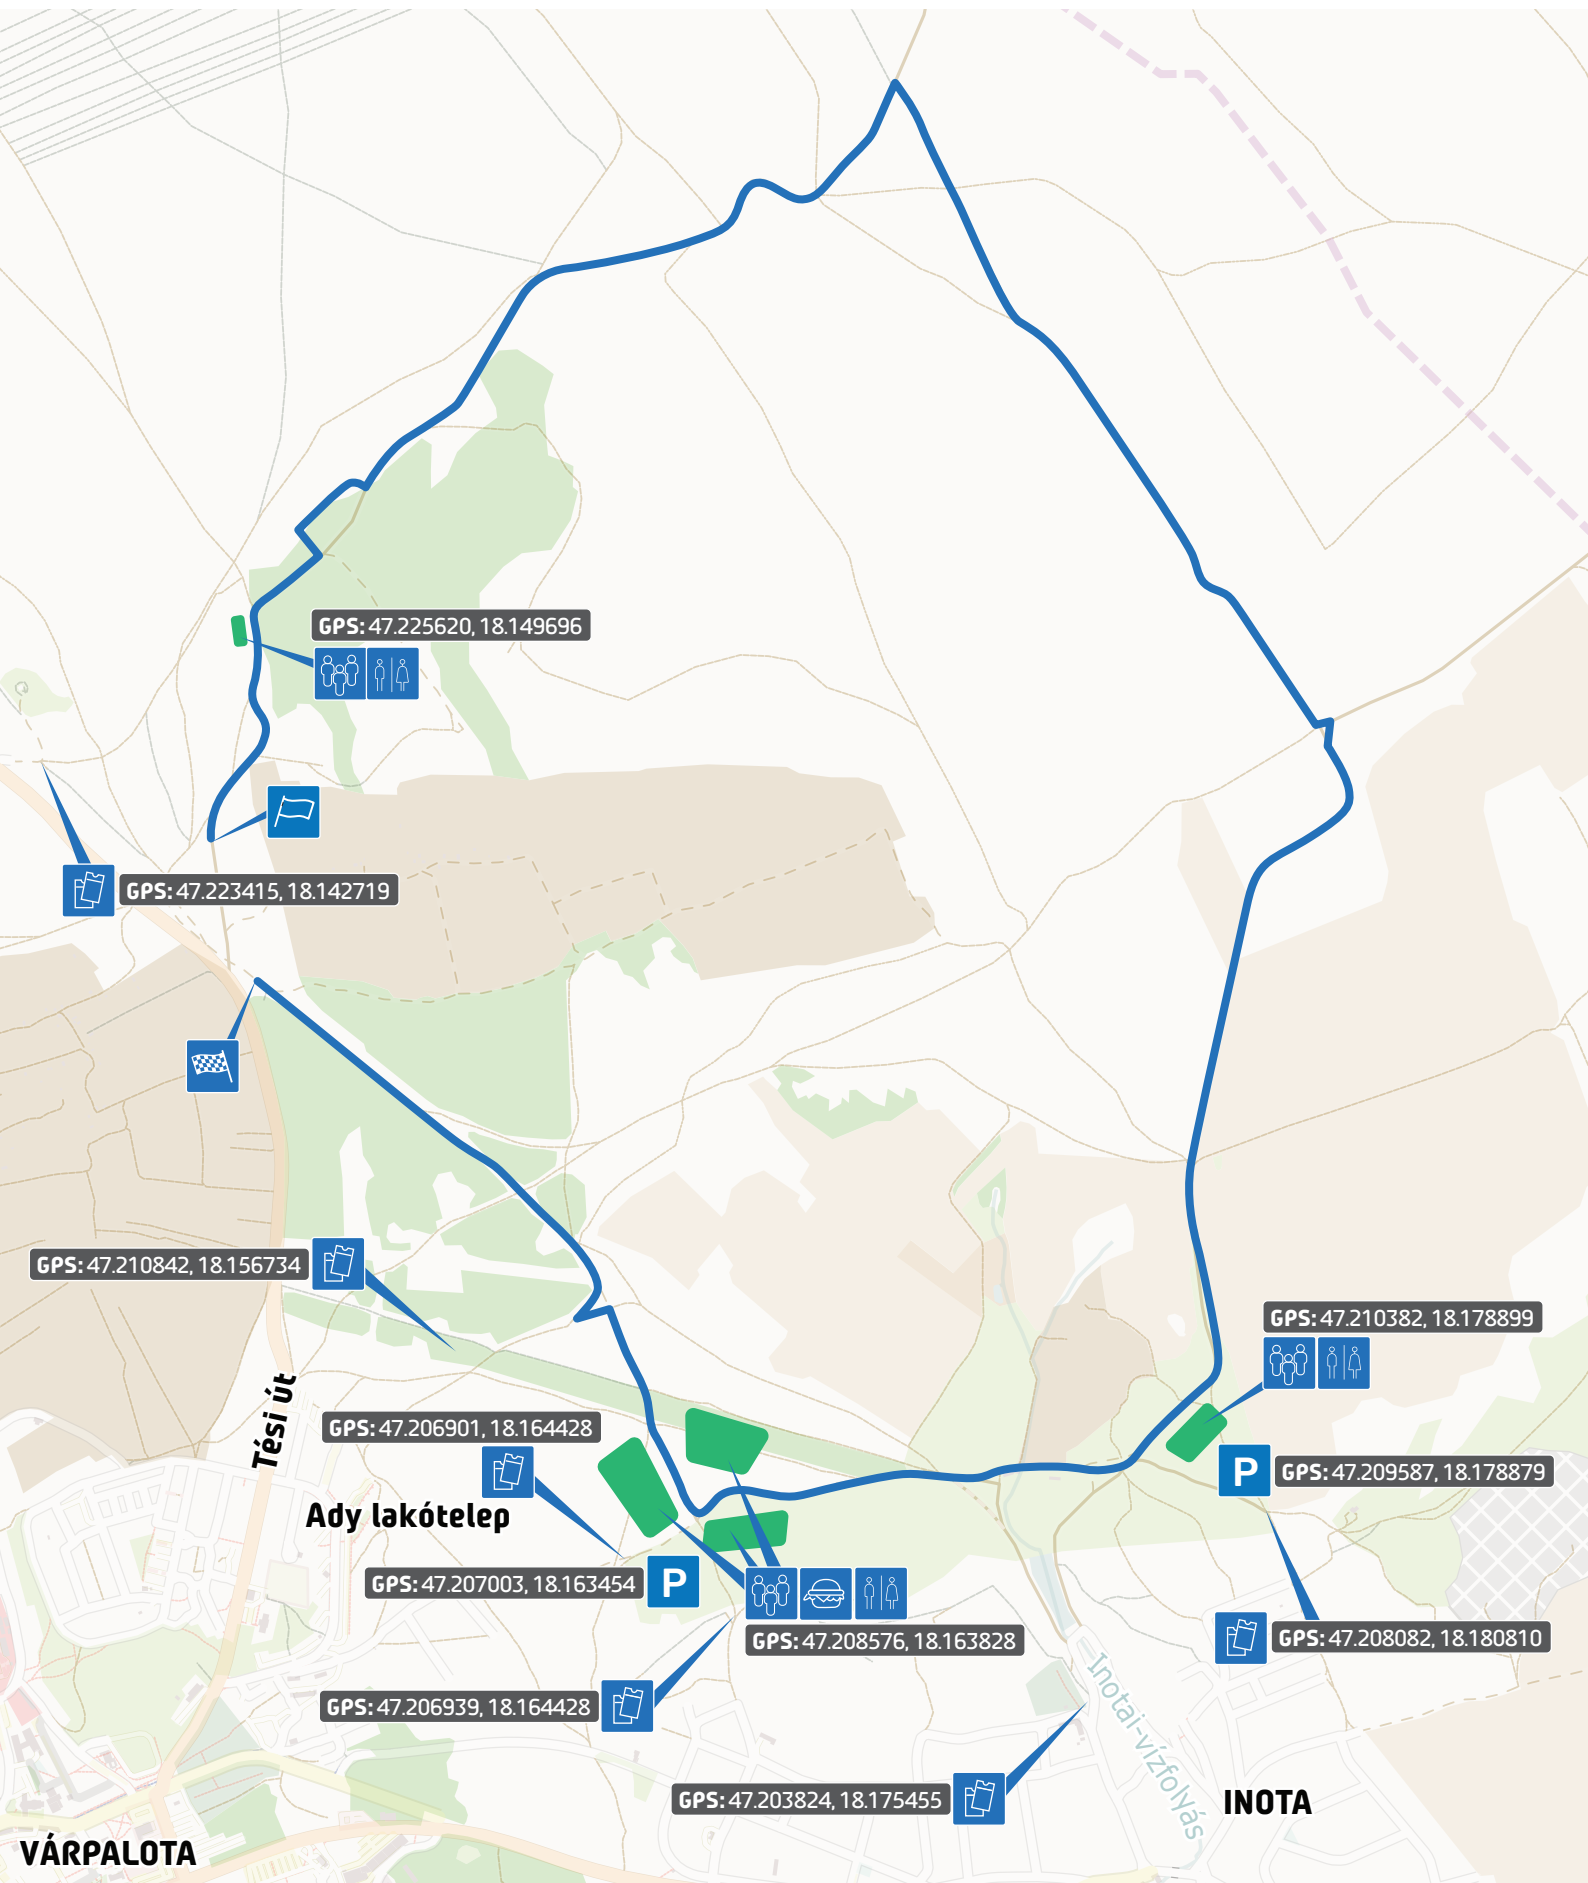 GPS: 47.225620, 18.149696
GPS: 47.223415, 18.142719
GPS: 47.210842, 18.156734
GPS: 47.210382, 18.178899
Tési út
GPS: 47.206901, 18.164428
P
GPS: 47.209587, 18.178879
Ady lakótelep
GPS: 47.207003, 18.163454
P
GPS: 47.208576, 18.163828
GPS: 47.208082, 18.180810
GPS: 47.206939, 18.164428
Inotai-vízfolyás
GPS: 47.203824, 18.175455
INOTA
VÁRPALOTA